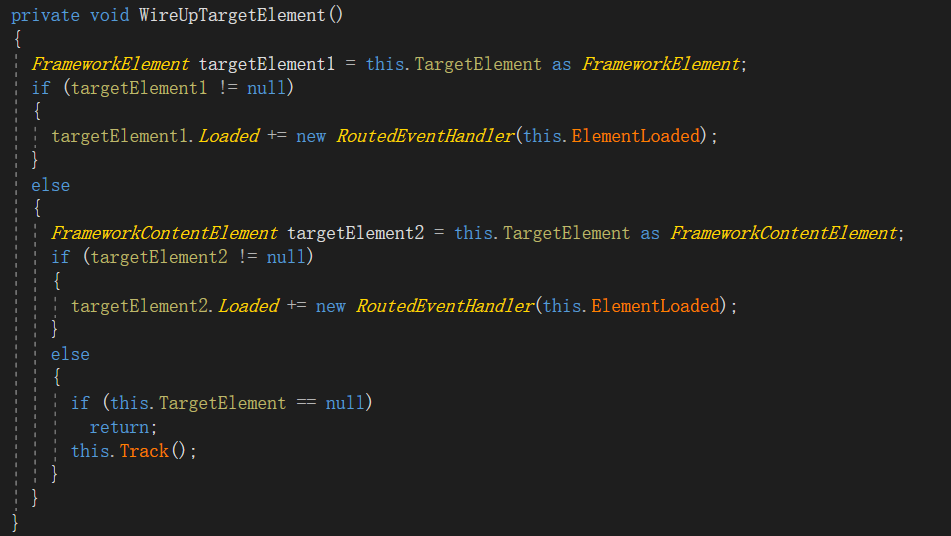 private void WireUpTargetElement()
{
FrameworkElement targetElement1 = this.TargetElement as FrameworkElement;
if (targetElement1 != null)
{
targetElement1.Loaded += new RoutedEventHandler(this.ElementLoaded);
}
else
{
FrameworkContentElement targetElement2 = this.TargetElement as FrameworkContentElement;
if (targetElement2 != null)
{
targetElement2.Loaded += new RoutedEventHandler(this.ElementLoaded);
}
else
{
if (this.TargetElement == null)
return;
this.Track();
}
}
}